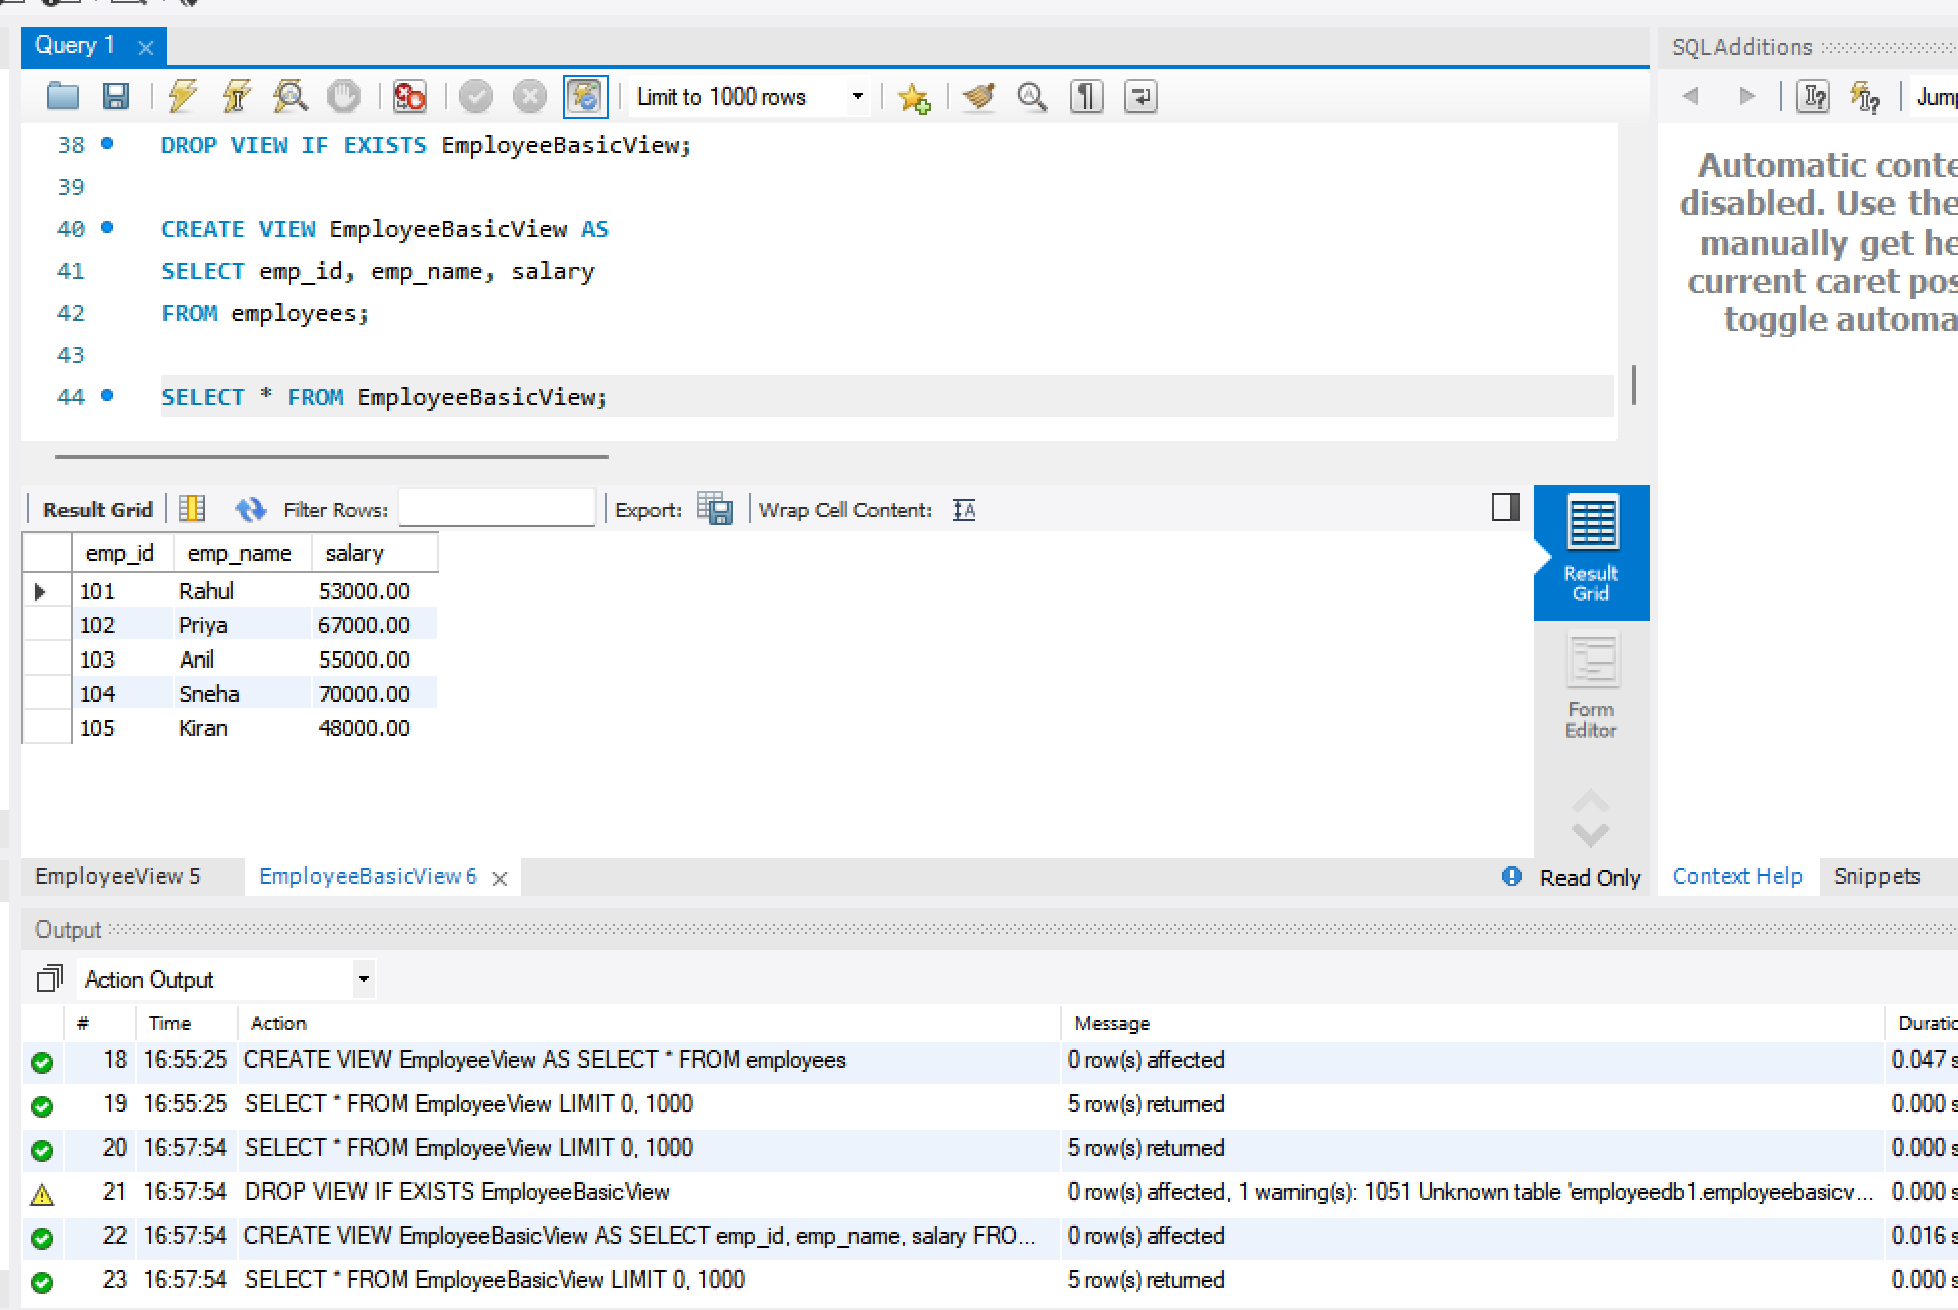 Query 1
SQLAdditions
Limit to 1000 rows
Jump
38 DROP VIEW IF EXISTS EmployeeBasicView;
39
40 CREATE VIEW EmployeeBasicView AS
41 SELECT emp_id, emp_name, salary
42 FROM employees;
43
44 SELECT * FROM EmployeeBasicView;
Automatic conte
disabled. Use the
manually get he
current caret pos
toggle automa
Result Grid Filter Rows: Export: Wrap Cell Content:
emp_id emp_name salary
101 Rahul 53000.00
102 Priya 67000.00
103 Anil 55000.00
104 Sneha 70000.00
105 Kiran 48000.00
Result
Grid
Form
Editor
EmployeeView 5 EmployeeBasicView 6 Read Only
Context Help Snippets
Output
Action Output
# Time Action Message Duratio
18 16:55:25 CREATE VIEW EmployeeView AS SELECT * FROM employees 0 row(s) affected 0.047 s
19 16:55:25 SELECT * FROM EmployeeView LIMIT 0, 1000 5 row(s) returned 0.000 s
20 16:57:54 SELECT * FROM EmployeeView LIMIT 0, 1000 5 row(s) returned 0.000 s
21 16:57:54 DROP VIEW IF EXISTS EmployeeBasicView 0 row(s) affected, 1 warning(s): 1051 Unknown table 'employeedb1.employeebasicv... 0.000 s
22 16:57:54 CREATE VIEW EmployeeBasicView AS SELECT emp_id, emp_name, salary FRO... 0 row(s) affected 0.016 s
23 16:57:54 SELECT * FROM EmployeeBasicView LIMIT 0, 1000 5 row(s) returned 0.000 s